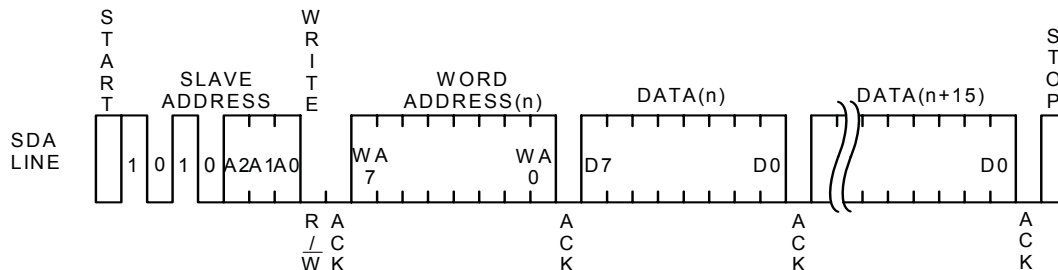 START
WRITE
STOP
SLAVE
ADDRESS
WORD
ADDRESS(n)
DATA(n)
DATA(n+15)
SDA
LINE
1 0 1 0 A2 A1 A0
WA
7
WA
0
D7
D0
D0
R/W
ACK
ACK
ACK
ACK